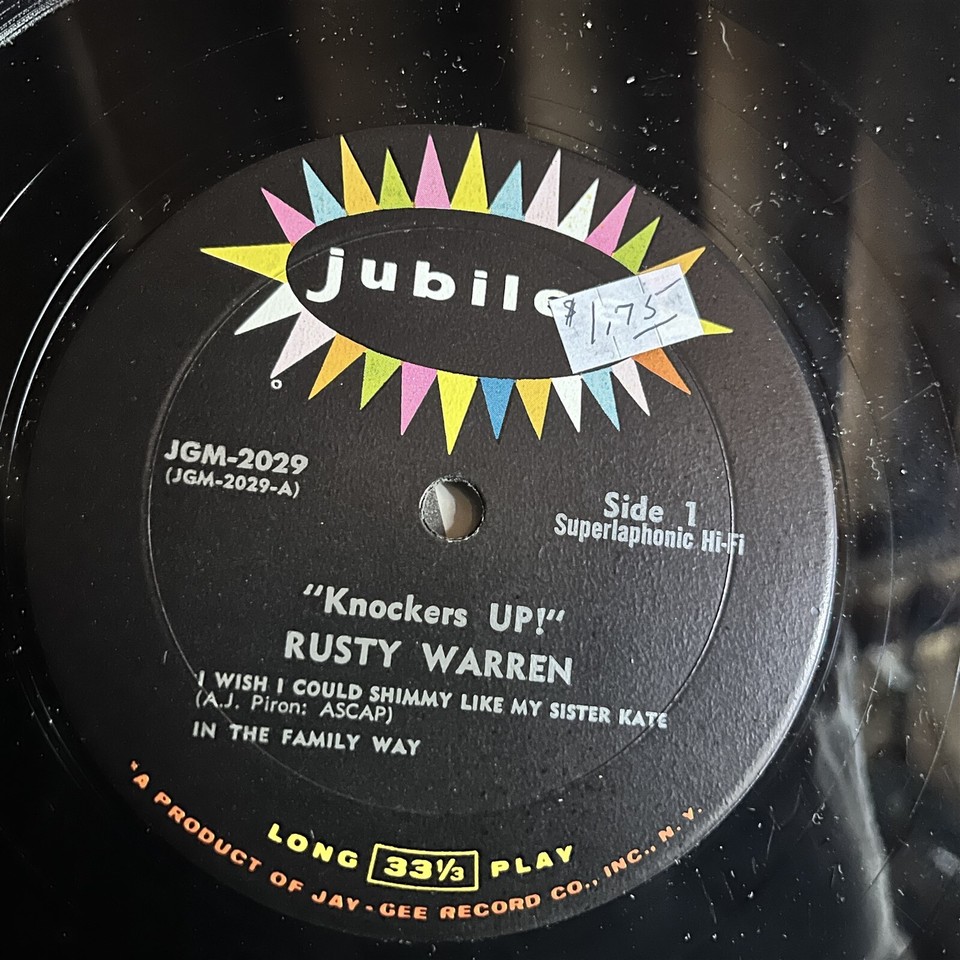 jubile
$1.75
JGM-2029
(JGM-2029-A)
Side 1
Superlaphonic Hi-Fi
"Knockers UP!"
RUSTY WARREN
I WISH I COULD SHIMMY LIKE MY SISTER KATE
(A.J. Piron: ASCAP)
IN THE FAMILY WAY
LONG 33⅓ PLAY
"A PRODUCT OF JAY-GEE RECORD CO., INC., N.Y.